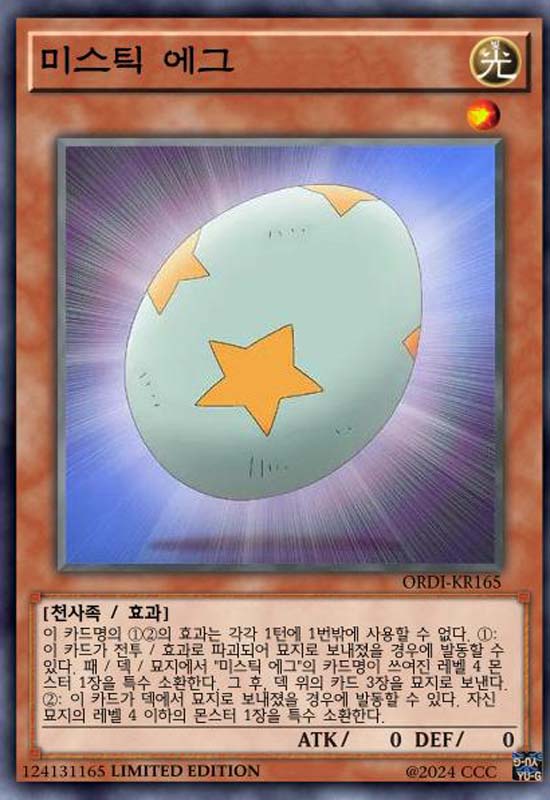 미스틱 에그
光
ORDI-KR165
[천사족 / 효과]
이 카드명의 ①②의 효과는 각각 1턴에 1번밖에 사용할 수 없다. ①:
이 카드가 전투 / 효과로 파괴되어 묘지로 보내졌을 경우에 발동할 수
있다. 패 / 덱 / 묘지에서 "미스틱 에그"의 카드명이 쓰여진 레벨 4 몬
스터 1장을 특수 소환한다. 그 후, 덱 위의 카드 3장을 묘지로 보낸다.
②: 이 카드가 덱에서 묘지로 보내졌을 경우에 발동할 수 있다. 자신
묘지의 레벨 4 이하의 몬스터 1장을 특수 소환한다.
ATK/ 0 DEF/ 0
124131165 LIMITED EDITION ©2024 CCC
YU-G